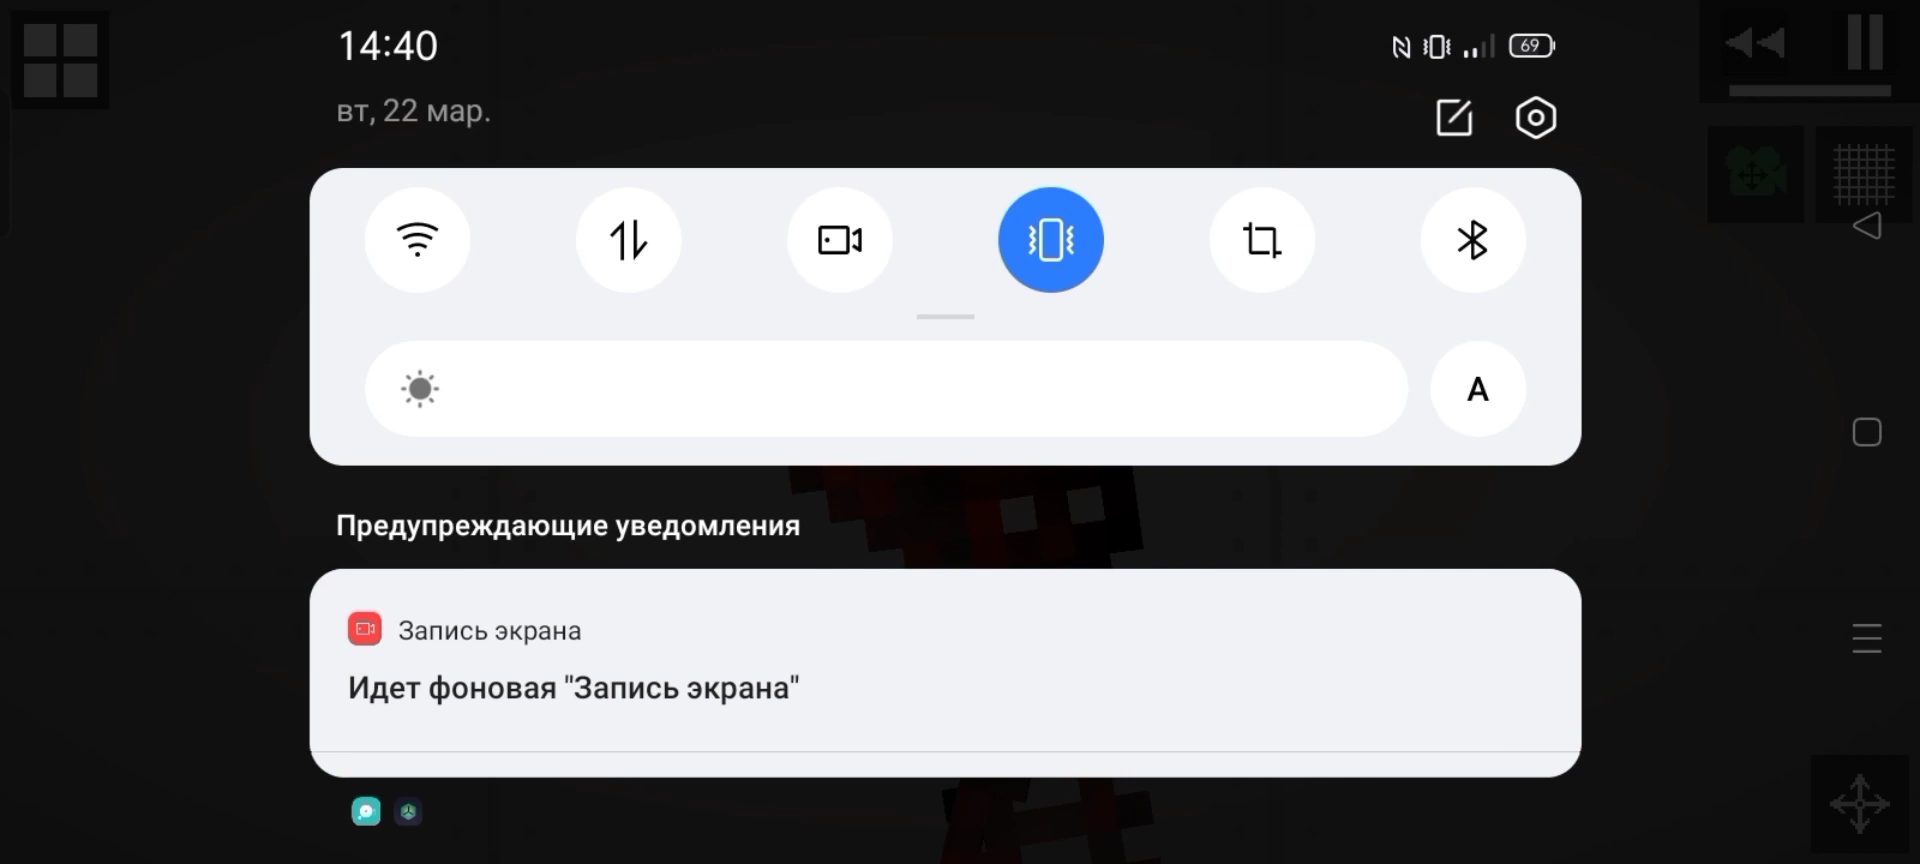 14:40
69
вт, 22 мар.
A
Предупреждающие уведомления
Запись экрана
Идет фоновая "Запись экрана"